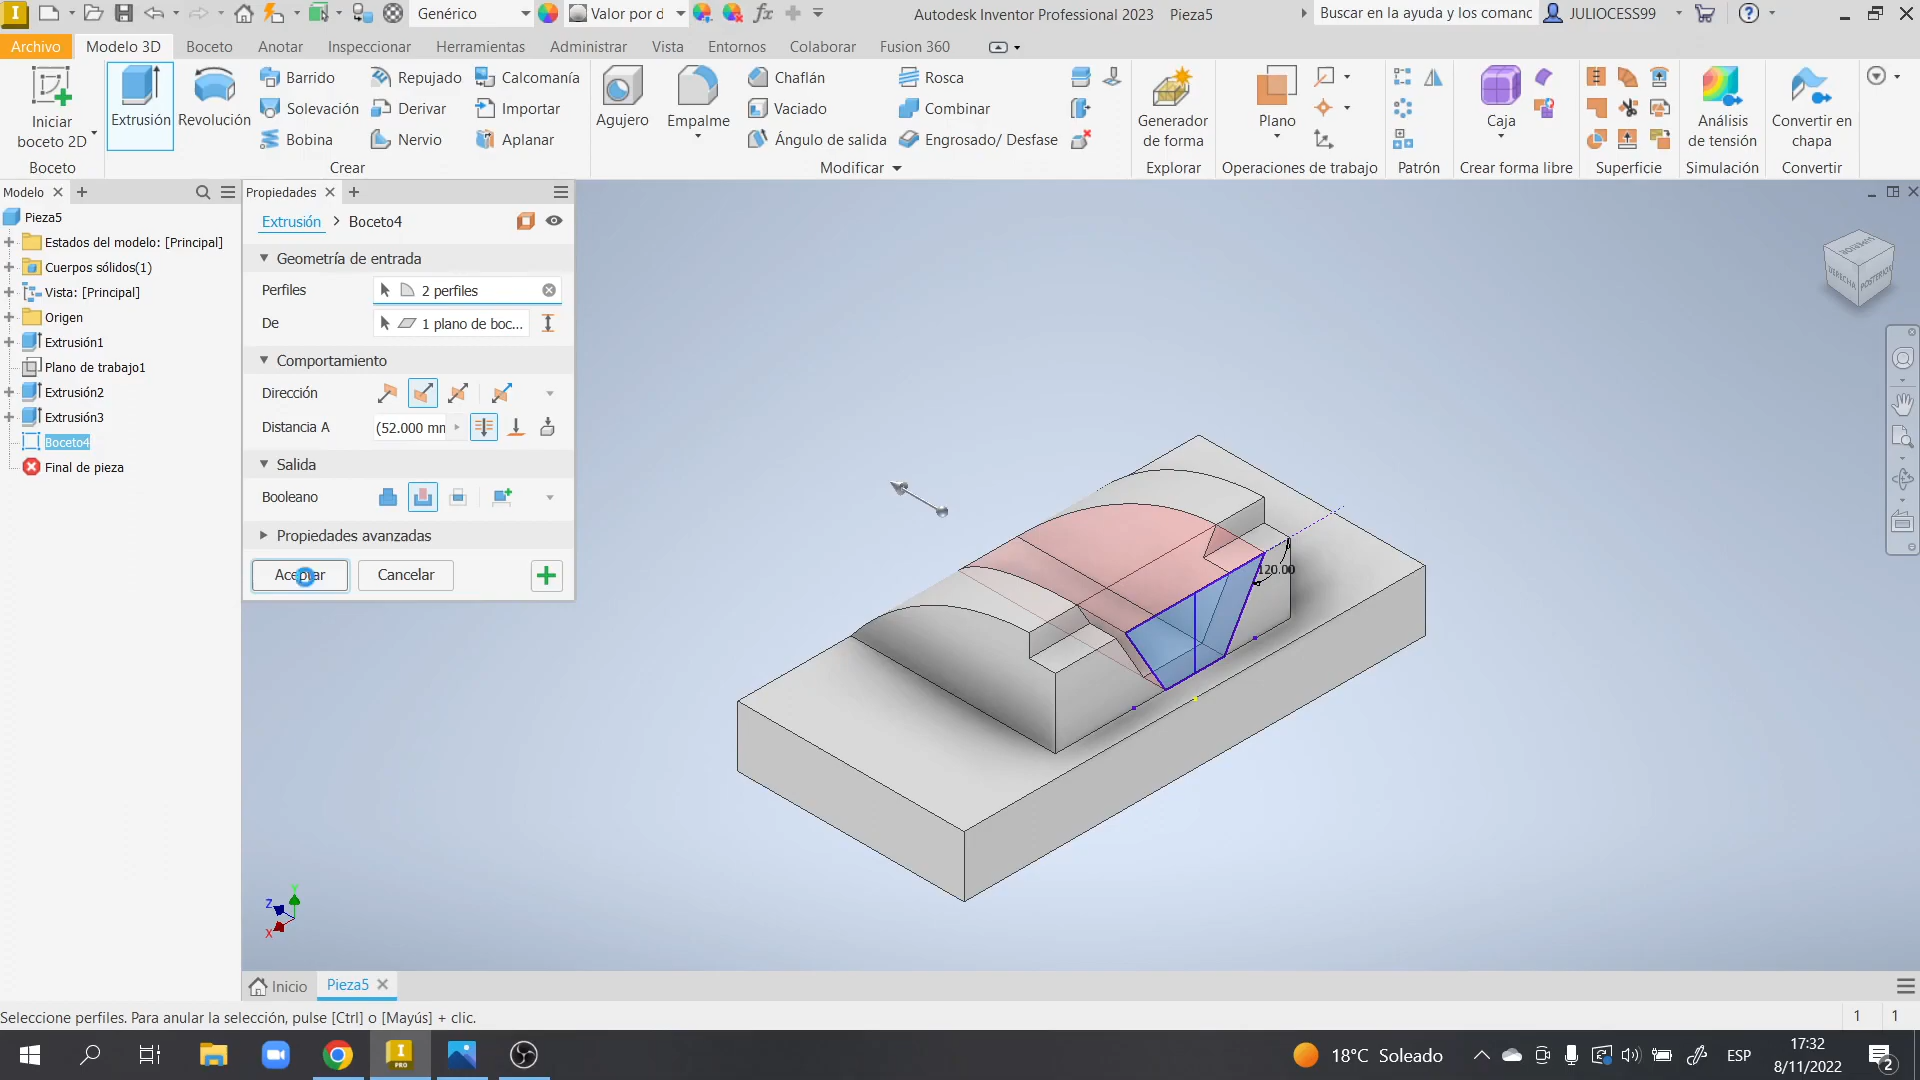 Genérico
Valor por d
Autodesk Inventor Professional 2023 Pieza5
Buscar en la ayuda y los comanc
JULIOCESS99
Archivo
Modelo 3D
Boceto
Anotar
Inspeccionar
Herramientas
Administrar
Vista
Entornos
Colaborar
Fusion 360
Iniciar
boceto 2D
Extrusión
Revolución
Barrido
Solevación
Bobina
Repujado
Derivar
Nervio
Calcomanía
Importar
Aplanar
Agujero
Empalme
Chaflán
Vaciado
Ángulo de salida
Rosca
Combinar
Engrosado/ Desfase
Generador
de forma
Plano
Caja
Análisis
de tensión
Convertir en
chapa
Boceto
Crear
Modificar
Explorar
Operaciones de trabajo
Patrón
Crear forma libre
Superficie
Simulación
Convertir
Modelo
Pieza5
Estados del modelo: [Principal]
Cuerpos sólidos(1)
Vista: [Principal]
Origen
Extrusión1
Plano de trabajo1
Extrusión2
Extrusión3
Boceto4
Final de pieza
Propiedades
Extrusión > Boceto4
Geometría de entrada
Perfiles
2 perfiles
De
1 plano de boc...
Comportamiento
Dirección
Distancia A
(52.000 mm
Salida
Booleano
Propiedades avanzadas
Aceptar
Cancelar
120.00
DERECHA
POSTERIOR
SUPERIOR
Z
Y
X
Inicio
Pieza5
Seleccione perfiles. Para anular la selección, pulse [Ctrl] o [Mayús] + clic.
1
1
PRO
18°C Soleado
ESP
17:32
8/11/2022
2